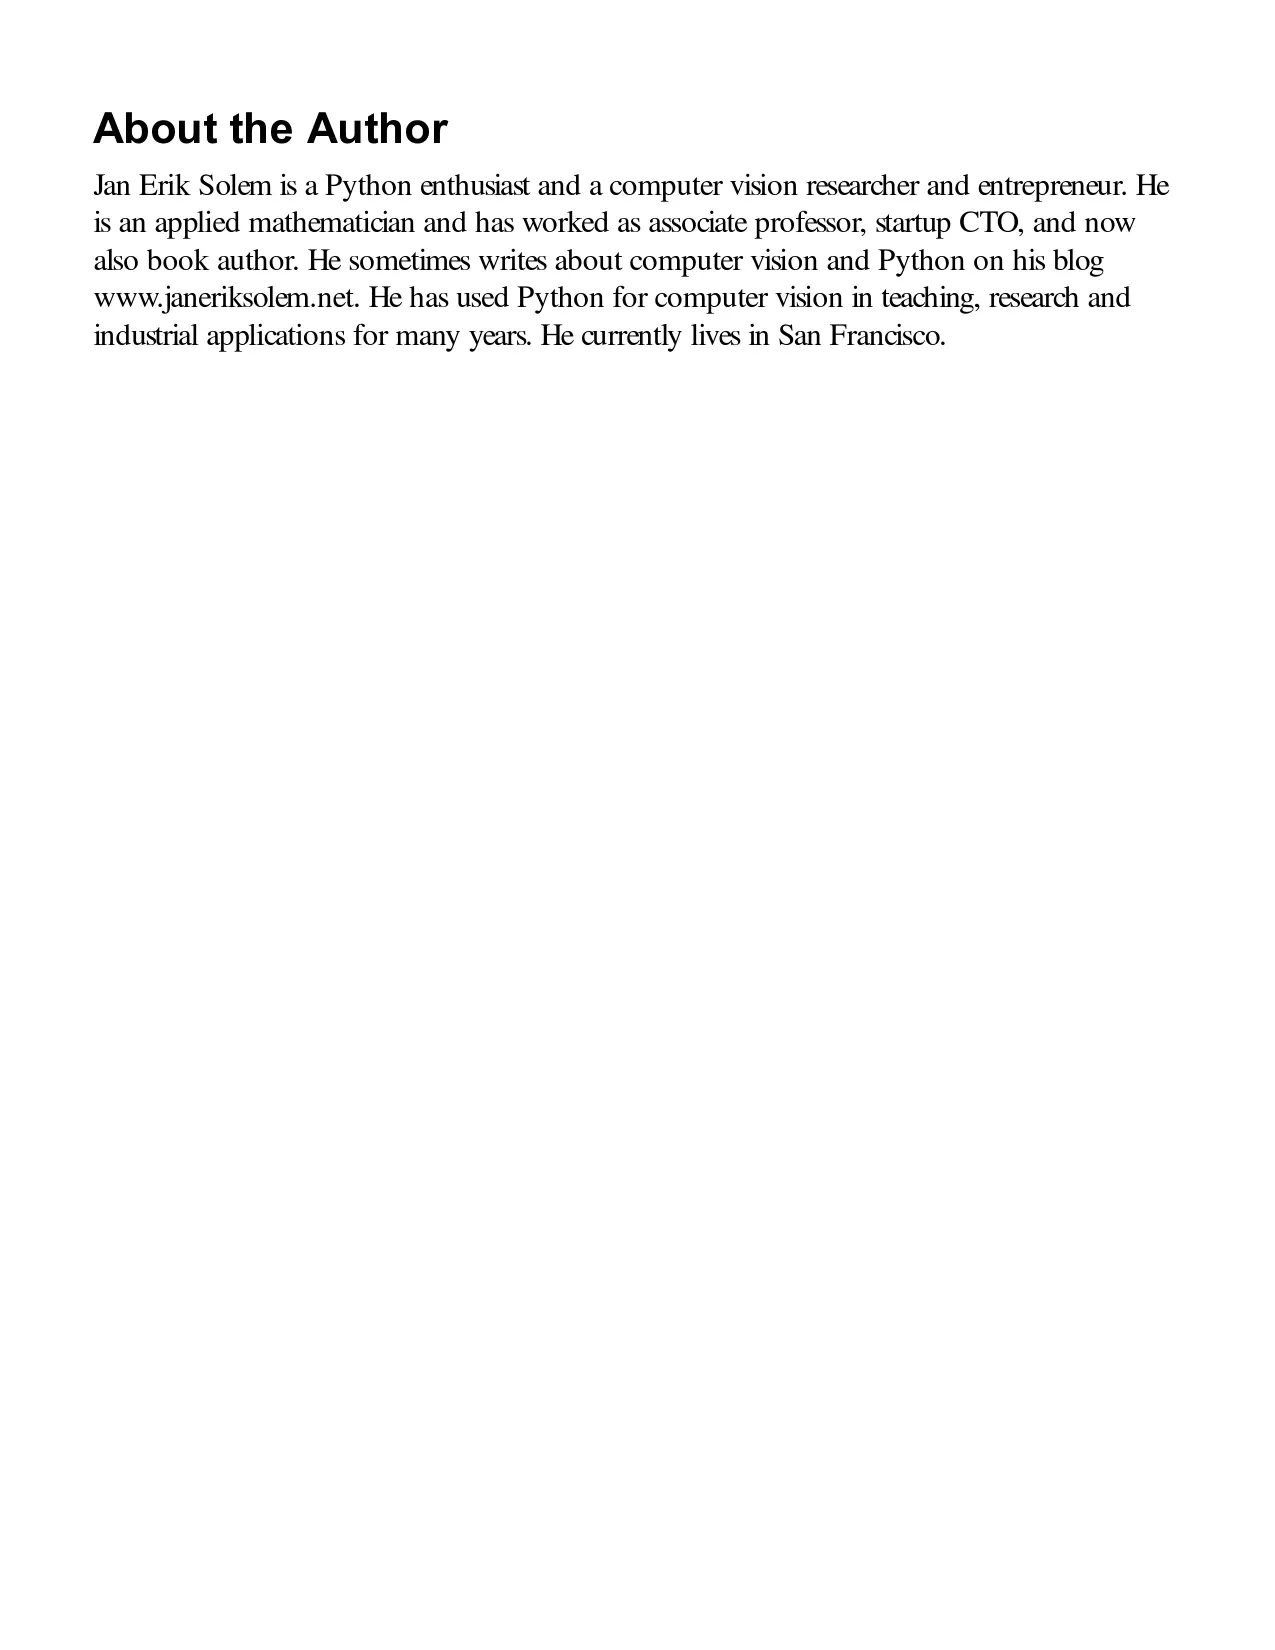 About the Author
Jan Erik Solem is a Python enthusiast and a computer vision researcher and entrepreneur. He
is an applied mathematician and has worked as associate professor, startup CTO, and now
also book author. He sometimes writes about computer vision and Python on his blog
www.janeriksolem.net. He has used Python for computer vision in teaching, research and
industrial applications for many years. He currently lives in San Francisco.